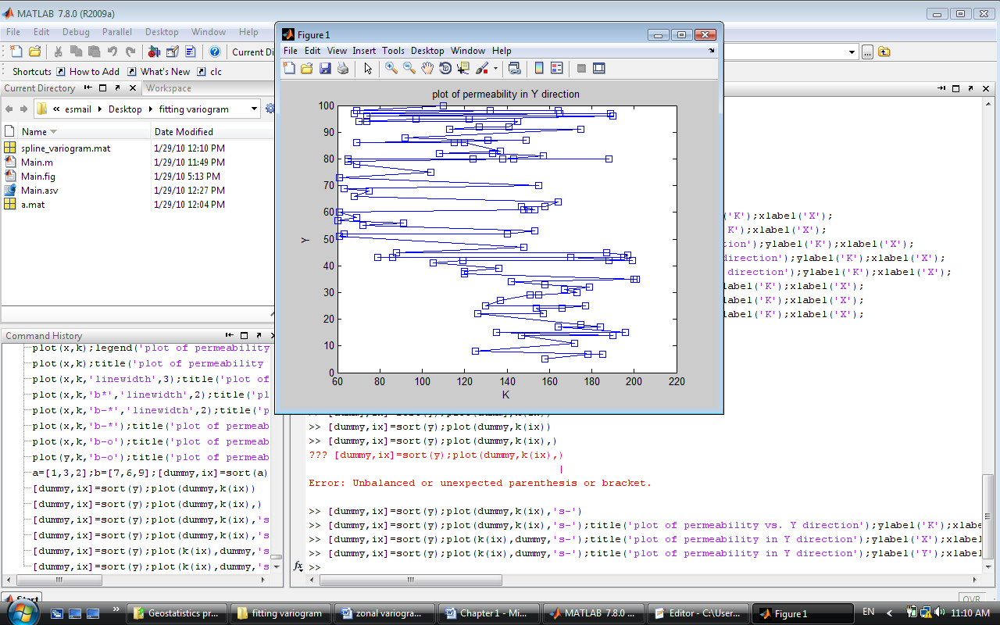 MATLAB 7.8.0 (R2009a)
File Edit Debug Parallel Desktop Window Help
Current Di
Shortcuts How to Add What's New clc
Current Directory Workspace
« esmail Desktop fitting variogram
Name Date Modified
spline_variogram.mat 1/29/10 12:10 PM
Main.m 1/29/10 11:49 PM
Main.fig 1/29/10 5:13 PM
Main.asv 1/29/10 12:27 PM
a.mat 1/29/10 12:04 PM
Command History
plot(x,k);legend('plot of permeability
plot(x,k);title('plot of permeability
plot(x,k,'linewidth',3);title('plot of
plot(x,k,'b*','linewidth',2);title('pl
plot(x,k,'b-*','linewidth',2);title('p
plot(x,k,'b-*');title('plot of permeab
plot(x,k,'b-o');title('plot of permeab
plot(y,k,'b-o');title('plot of permeab
a=[1,3,2];b=[7,6,9];[dummy,ix]=sort(a)
[dummy,ix]=sort(y);plot(dummy,k(ix))
[dummy,ix]=sort(y);plot(dummy,k(ix),)
[dummy,ix]=sort(y);plot(dummy,k(ix),'s
[dummy,ix]=sort(y);plot(dummy,k(ix),'s
[dummy,ix]=sort(y);plot(k(ix),dummy,'s
[dummy,ix]=sort(y);plot(k(ix),dummy,'s
Figure 1
File Edit View Insert Tools Desktop Window Help
plot of permeability in Y direction
100
90
80
70
60
50
40
30
20
10
0
Y
60 80 100 120 140 160 180 200 220
K
('K');xlabel('X');
K');xlabel('X');
tion');ylabel('K');xlabel('X');
direction');ylabel('K');xlabel('X');
direction');ylabel('K');xlabel('X');
label('K');xlabel('X');
label('K');xlabel('X');
label('K');xlabel('X');
>> [dummy,ix]=sort(y);plot(dummy,k(ix))
>> [dummy,ix]=sort(y);plot(dummy,k(ix))
>> [dummy,ix]=sort(y);plot(dummy,k(ix),)
??? [dummy,ix]=sort(y);plot(dummy,k(ix),)
|
Error: Unbalanced or unexpected parenthesis or bracket.
>> [dummy,ix]=sort(y);plot(dummy,k(ix),'s-')
>> [dummy,ix]=sort(y);plot(dummy,k(ix),'s-');title('plot of permeability vs. Y direction');ylabel('K');xlabe
>> [dummy,ix]=sort(y);plot(k(ix),dummy,'s-');title('plot of permeability in Y direction');ylabel('X');xlabel
>> [dummy,ix]=sort(y);plot(k(ix),dummy,'s-');title('plot of permeability in Y direction');ylabel('Y');xlabel
fx >>
Start
OVR
Geostatistics pr... fitting variogram zonal variogra... Chapter 1 - Mi... MATLAB 7.8.0 ... Editor - C:\User... Figure 1 EN 11:10 AM